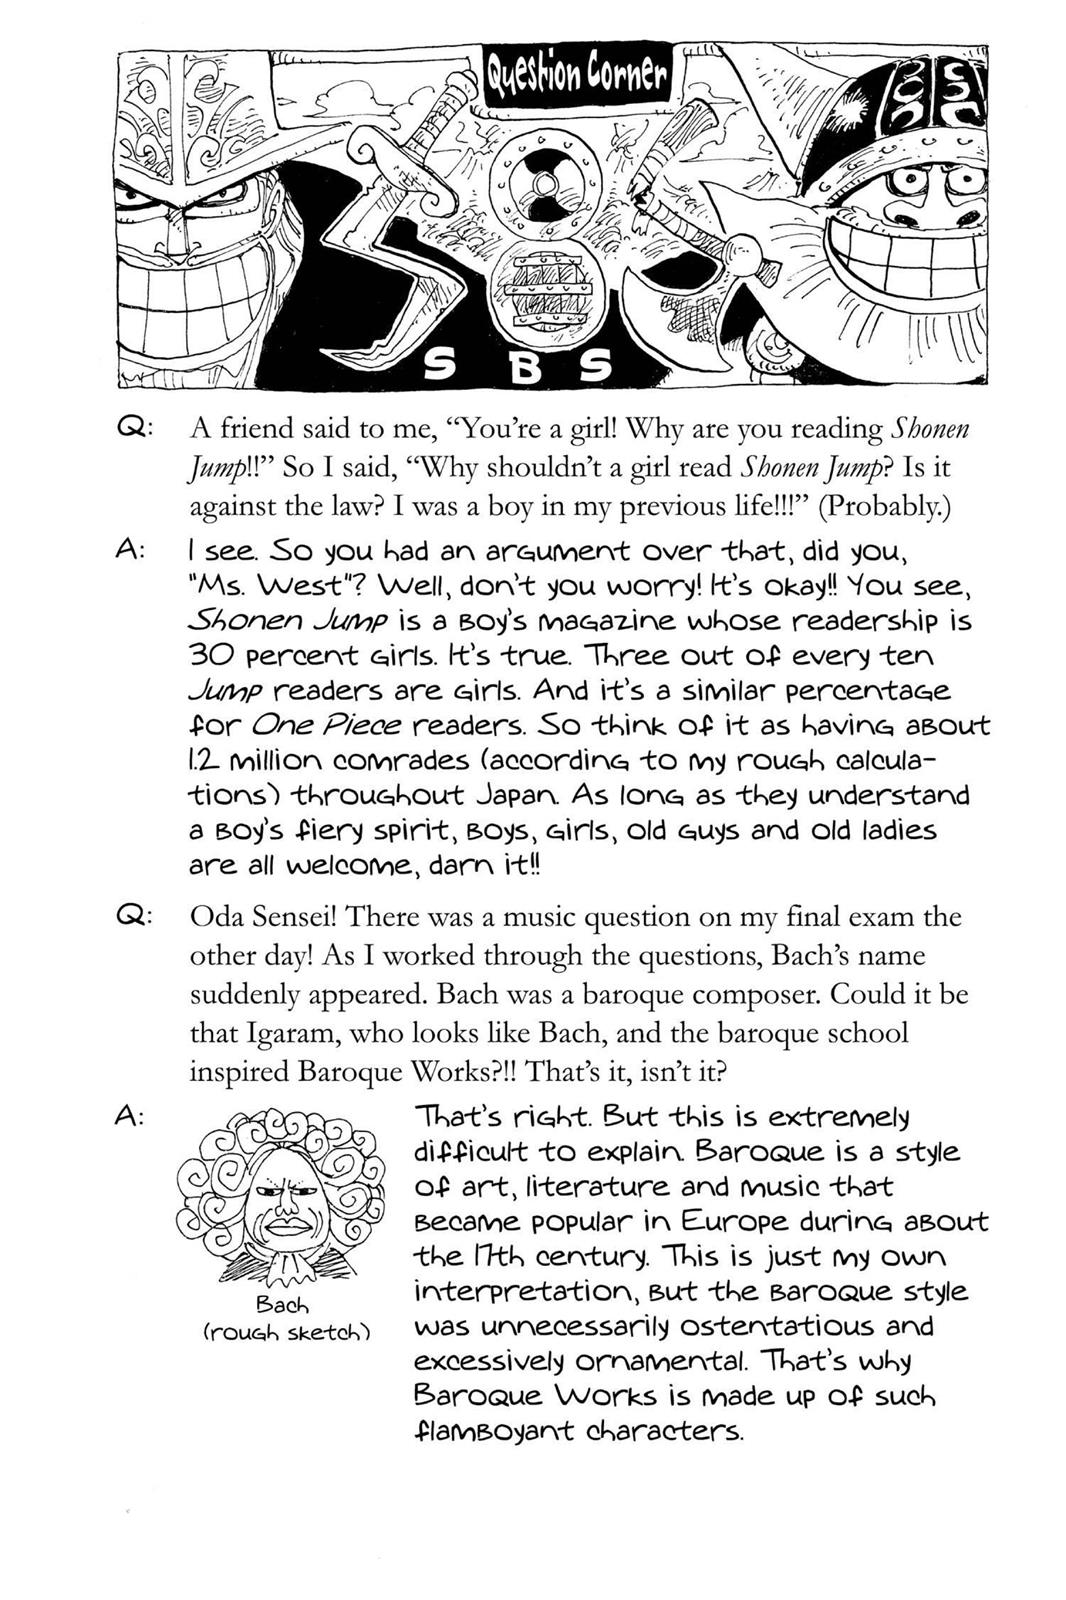 Question Corner
S B S
Q: A friend said to me, “You’re a girl! Why are you reading Shonen
Jump!!” So I said, “Why shouldn’t a girl read Shonen Jump? Is it
against the law? I was a boy in my previous life!!!” (Probably.)
A: I see. So you had an argument over that, did you,
"Ms. West"? Well, don't you worry! It's okay!! You see,
Shonen Jump is a boy's magazine whose readership is
30 percent girls. It's true. Three out of every ten
Jump readers are girls. And it's a similar percentage
for One Piece readers. So think of it as having about
1.2 million comrades (according to my rough calcula-
tions) throughout Japan. As long as they understand
a boy's fiery spirit, boys, girls, old guys and old ladies
are all welcome, darn it!!
Q: Oda Sensei! There was a music question on my final exam the
other day! As I worked through the questions, Bach’s name
suddenly appeared. Bach was a baroque composer. Could it be
that Igaram, who looks like Bach, and the baroque school
inspired Baroque Works?!! That’s it, isn’t it?
A: That's right. But this is extremely
difficult to explain. Baroque is a style
of art, literature and music that
became popular in Europe during about
the 17th century. This is just my own
interpretation, but the baroque style
was unnecessarily ostentatious and
excessively ornamental. That's why
Baroque Works is made up of such
flamboyant characters.
Bach
(rough sketch)